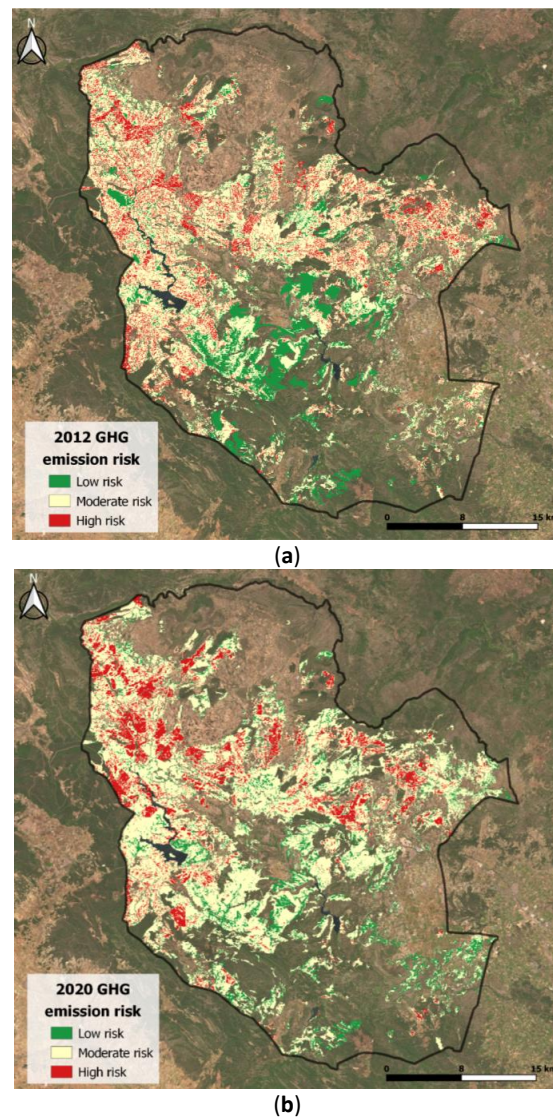 N
2012 GHG
emission risk
Low risk
Moderate risk
High risk
0 8 15 km
(a)
N
2020 GHG
emission risk
Low risk
Moderate risk
High risk
0 8 15 km
(b)